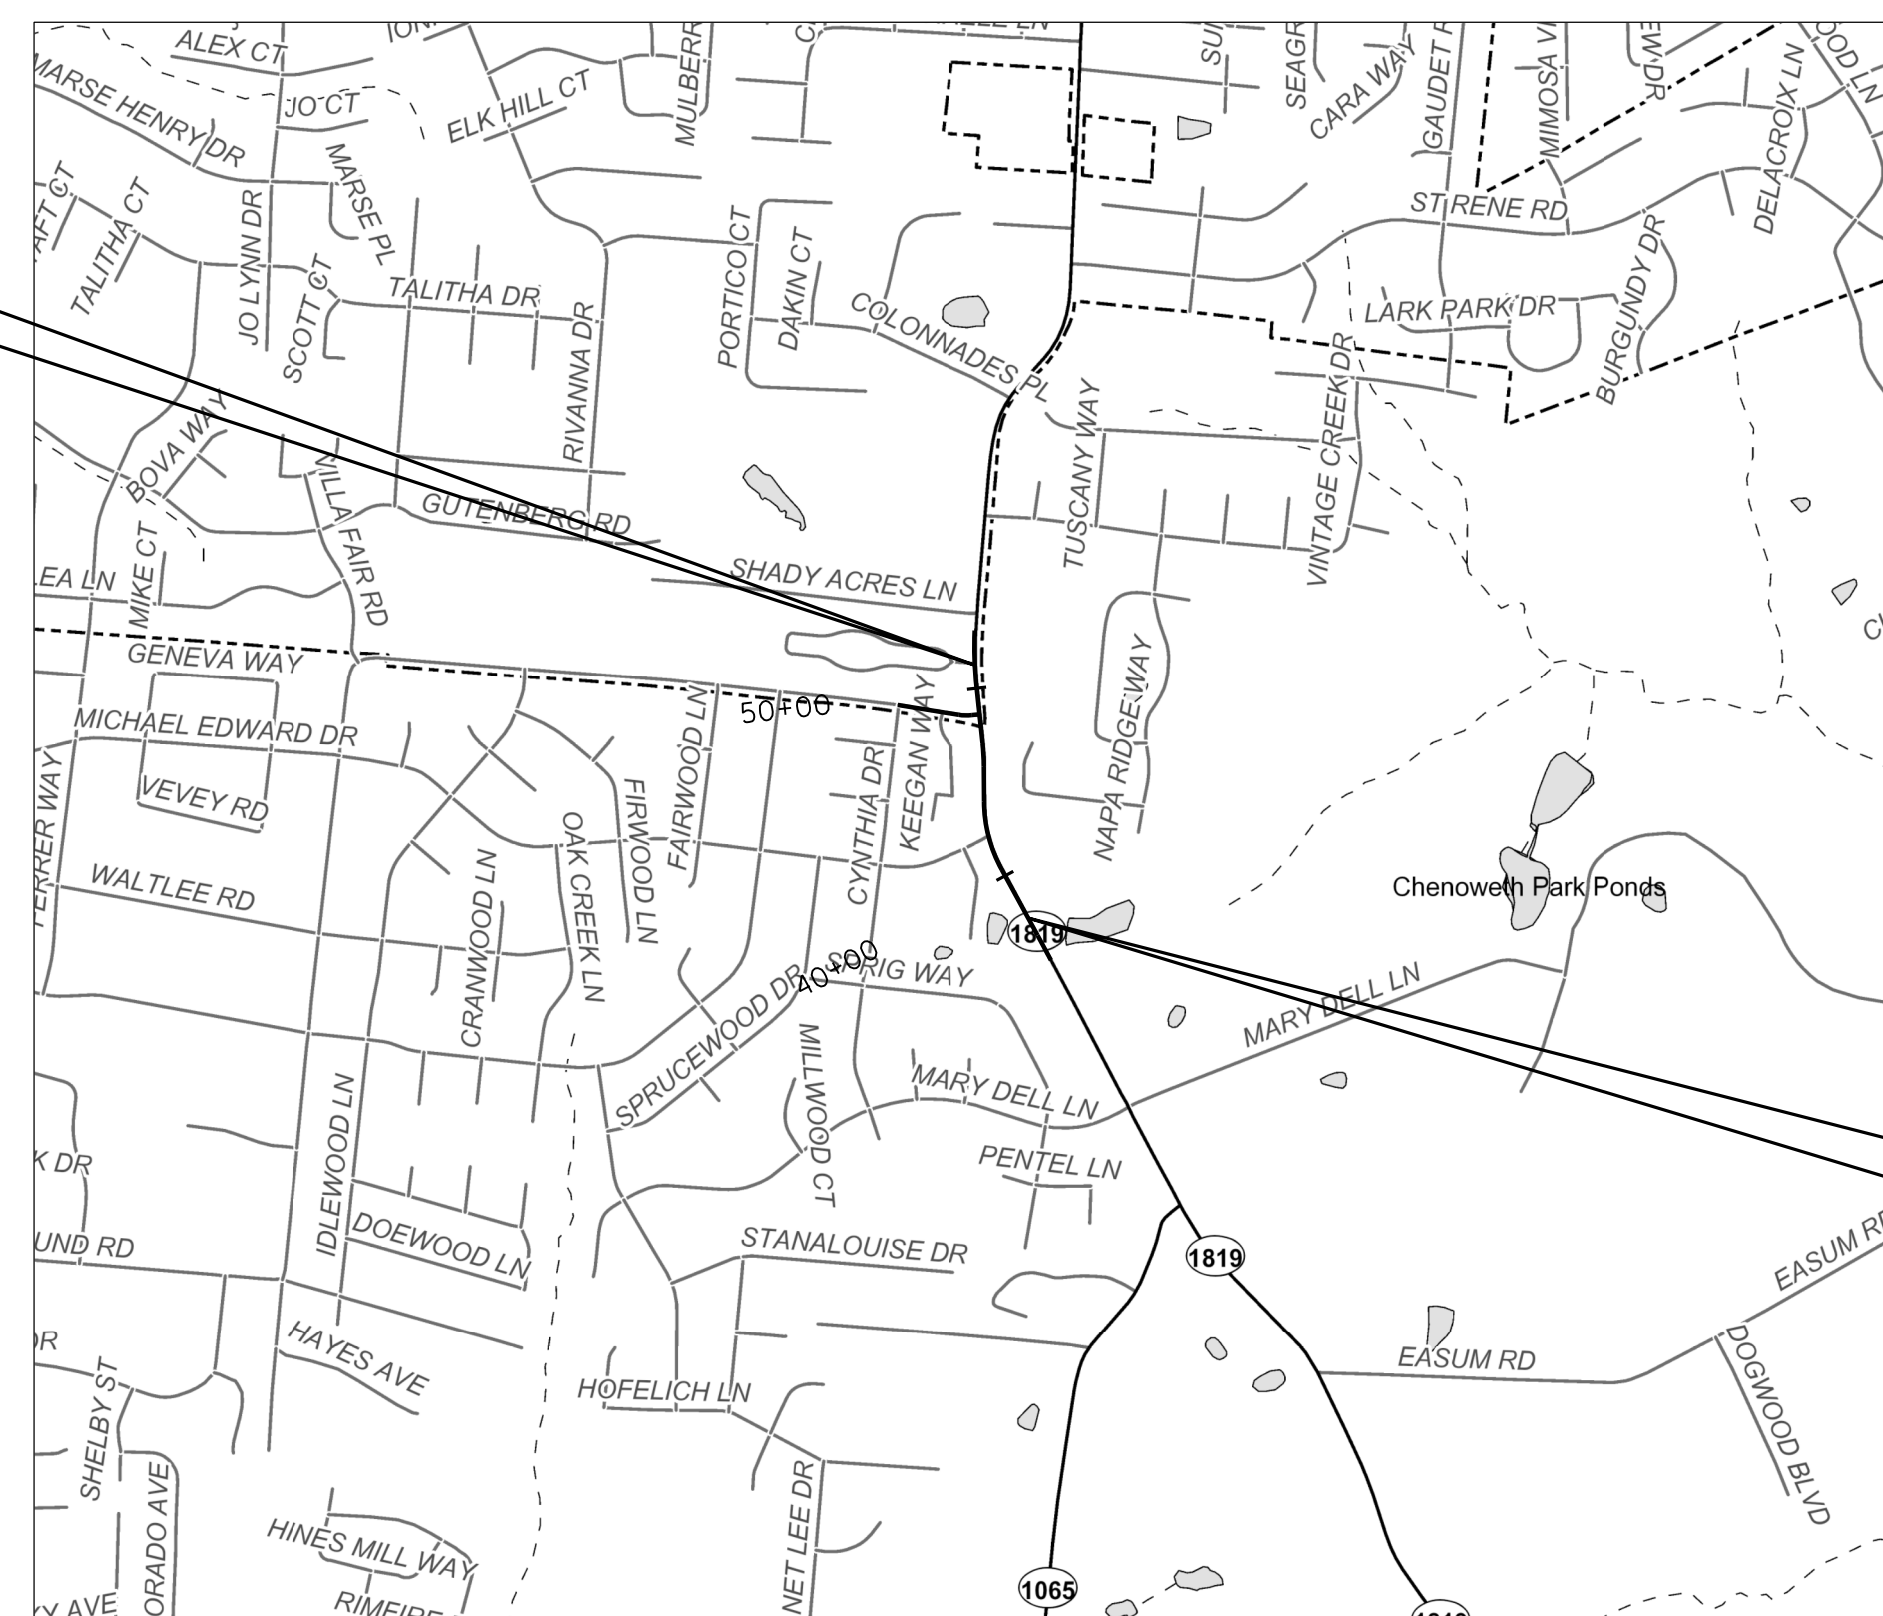 ALEX CT
MARSE HENRY DR
JO CT
ELK HILL CT
CARA WAY
DELACROIX LN
MARSE PL
TALITHA CT
JO LYNN DR
SCOTT CT
TALITHA DR
RIVANNA DR
PORTICO CT
DAKIN CT
COLONNADES PL
ST RENE RD
LARK PARK DR
BURGUNDY DR
BOVA WAY
VILLA FAIR RD
GUTENBERG RD
TUSCANY WAY
VINTAGE CREEK DR
MIKE CT
SHADY ACRES LN
GENEVA WAY
50+00
MICHAEL EDWARD DR
VEVEY RD
FIRWOOD LN
FAIRWOOD LN
CYNTHIA DR
KEEGAN WAY
NAPA RIDGE WAY
WALTLEE RD
CRANWOOD LN
OAK CREEK LN
Chenoweth Park Ponds
1819
40+00
SPRIG WAY
SPRUCEWOOD DR
MARY DELL LN
MILLWOOD CT
MARY DELL LN
IDLEWOOD LN
PENTEL LN
K DR
UND RD
DOEWOOD LN
STANALOUISE DR
1819
EASUM RD
HAYES AVE
EASUM RD
DOGWOOD BLVD
SHELBY ST
HOFELICH LN
HINES MILL WAY
1065